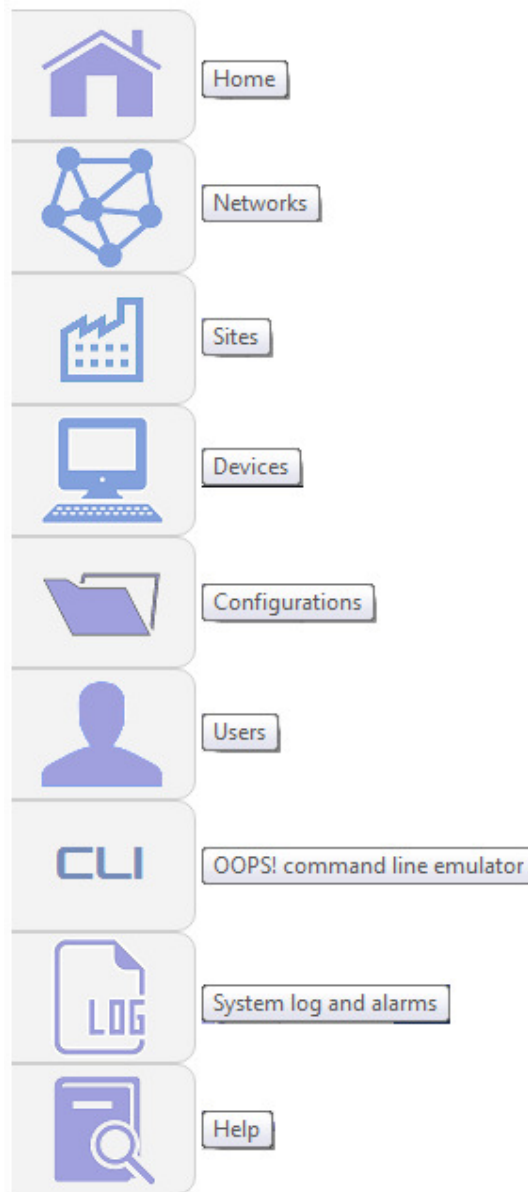 Home
Networks
Sites
Devices
Configurations
Users
CLI
OOPS! command line emulator
LOG
System log and alarms
Help